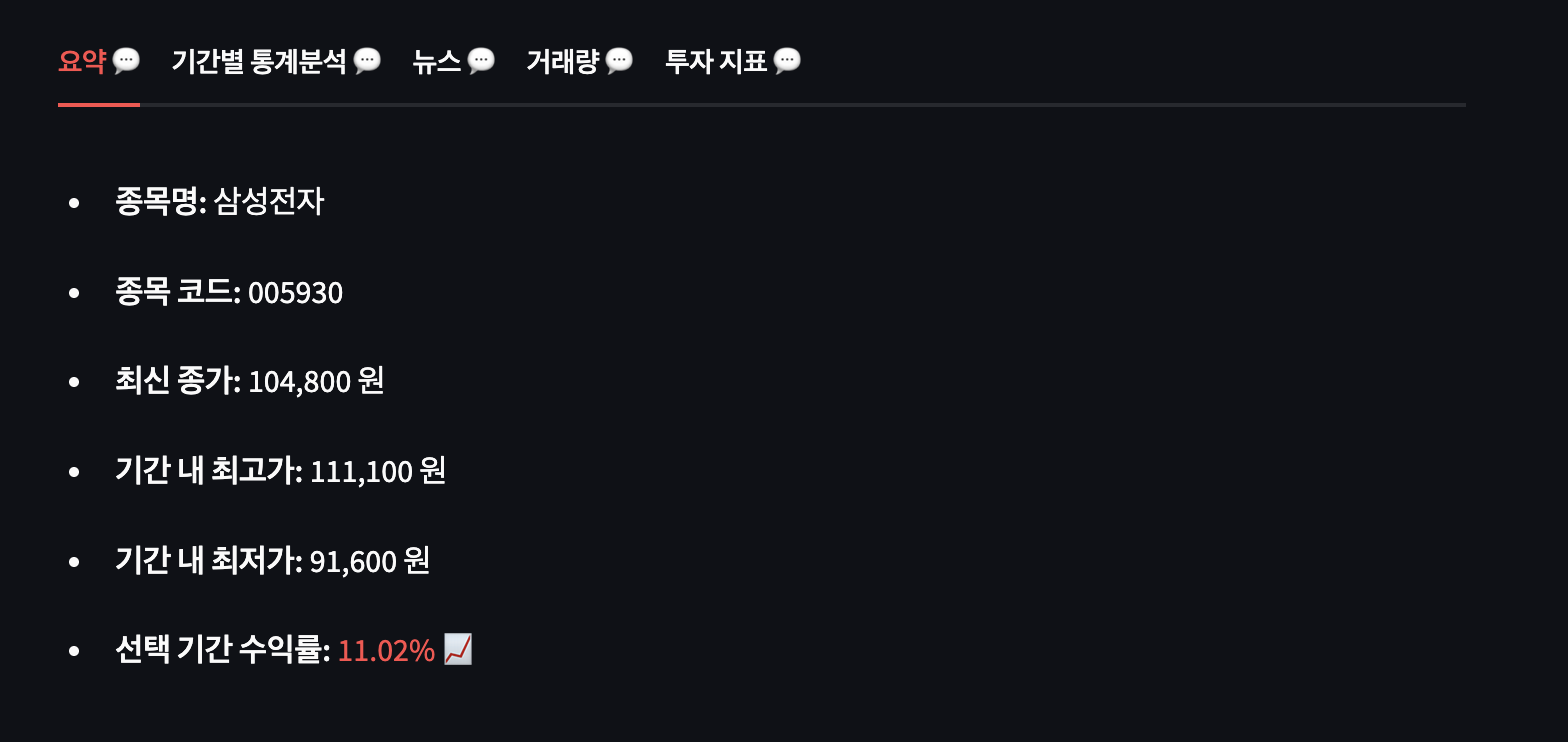 요약 💬 기간별 통계분석 💬 뉴스 💬 거래량 💬 투자 지표 💬
• 종목명: 삼성전자
• 종목 코드: 005930
• 최신 종가: 104,800 원
• 기간 내 최고가: 111,100 원
• 기간 내 최저가: 91,600 원
• 선택 기간 수익률: 11.02% 📈